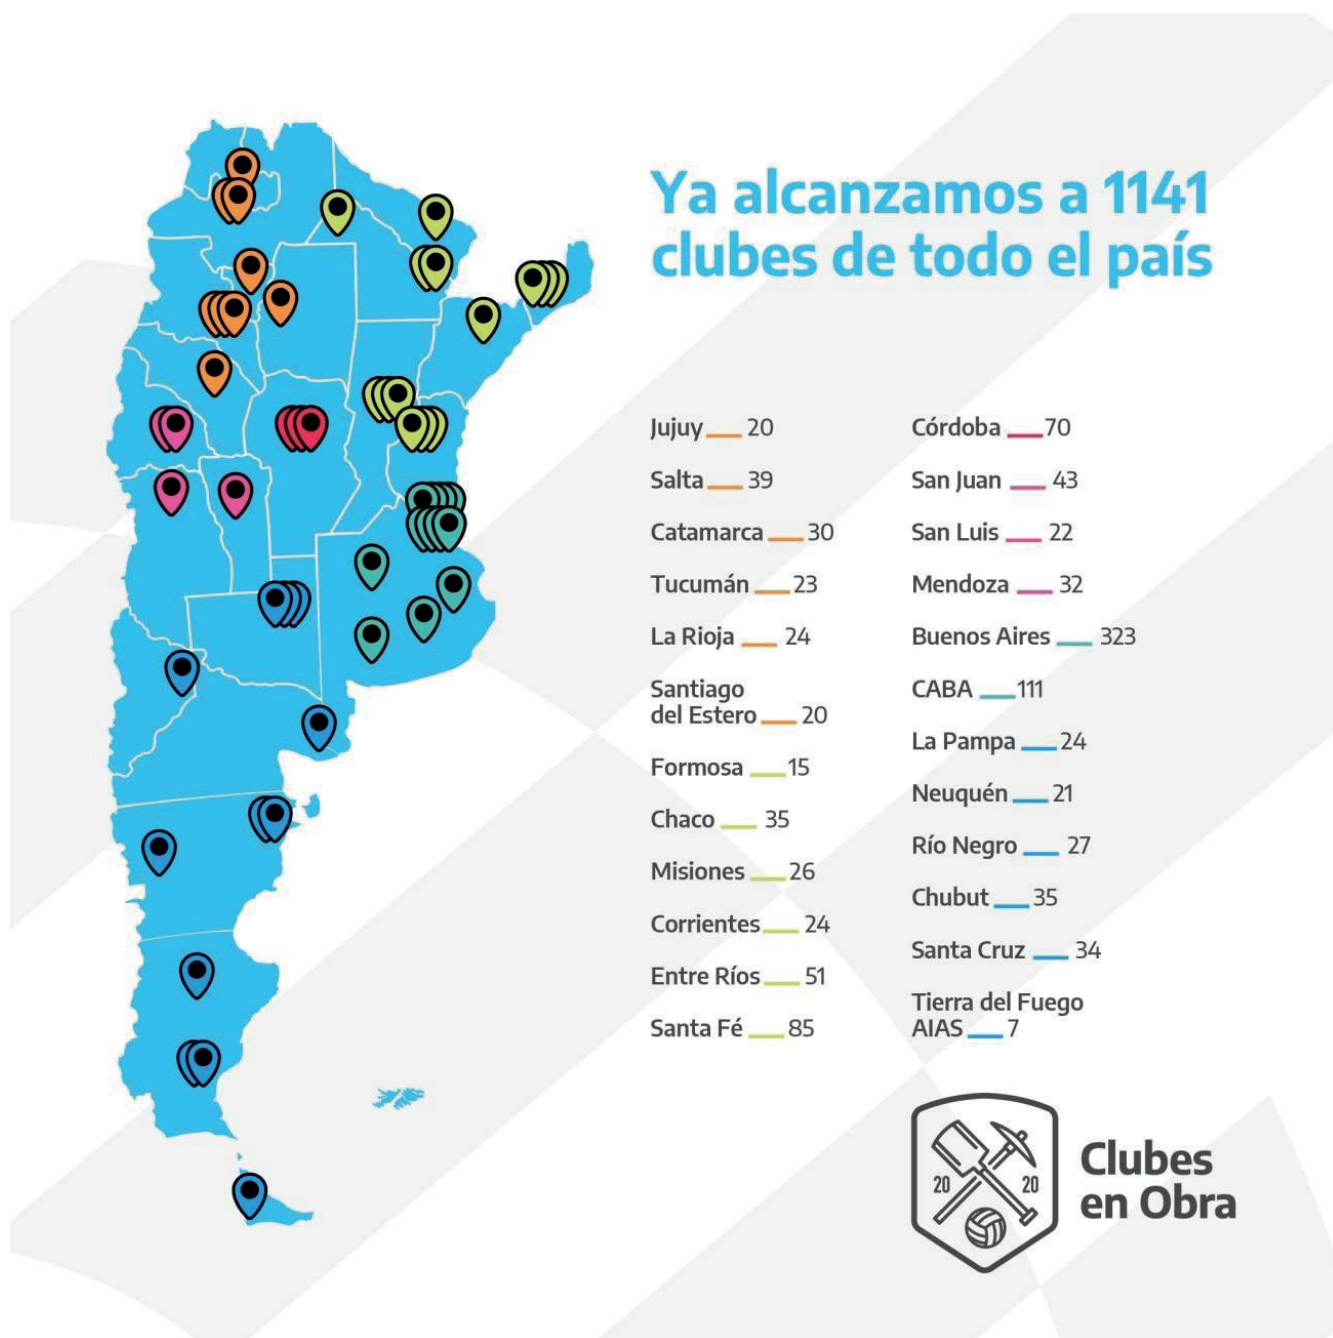 Ya alcanzamos a 1141
clubes de todo el país
Jujuy 20
Salta 39
Catamarca 30
Tucumán 23
La Rioja 24
Santiago
del Estero 20
Formosa 15
Chaco 35
Misiones 26
Corrientes 24
Entre Ríos 51
Santa Fé 85
Córdoba 70
San Juan 43
San Luis 22
Mendoza 32
Buenos Aires 323
CABA 111
La Pampa 24
Neuquén 21
Río Negro 27
Chubut 35
Santa Cruz 34
Tierra del Fuego
AIAS 7
20 20
Clubes
en Obra